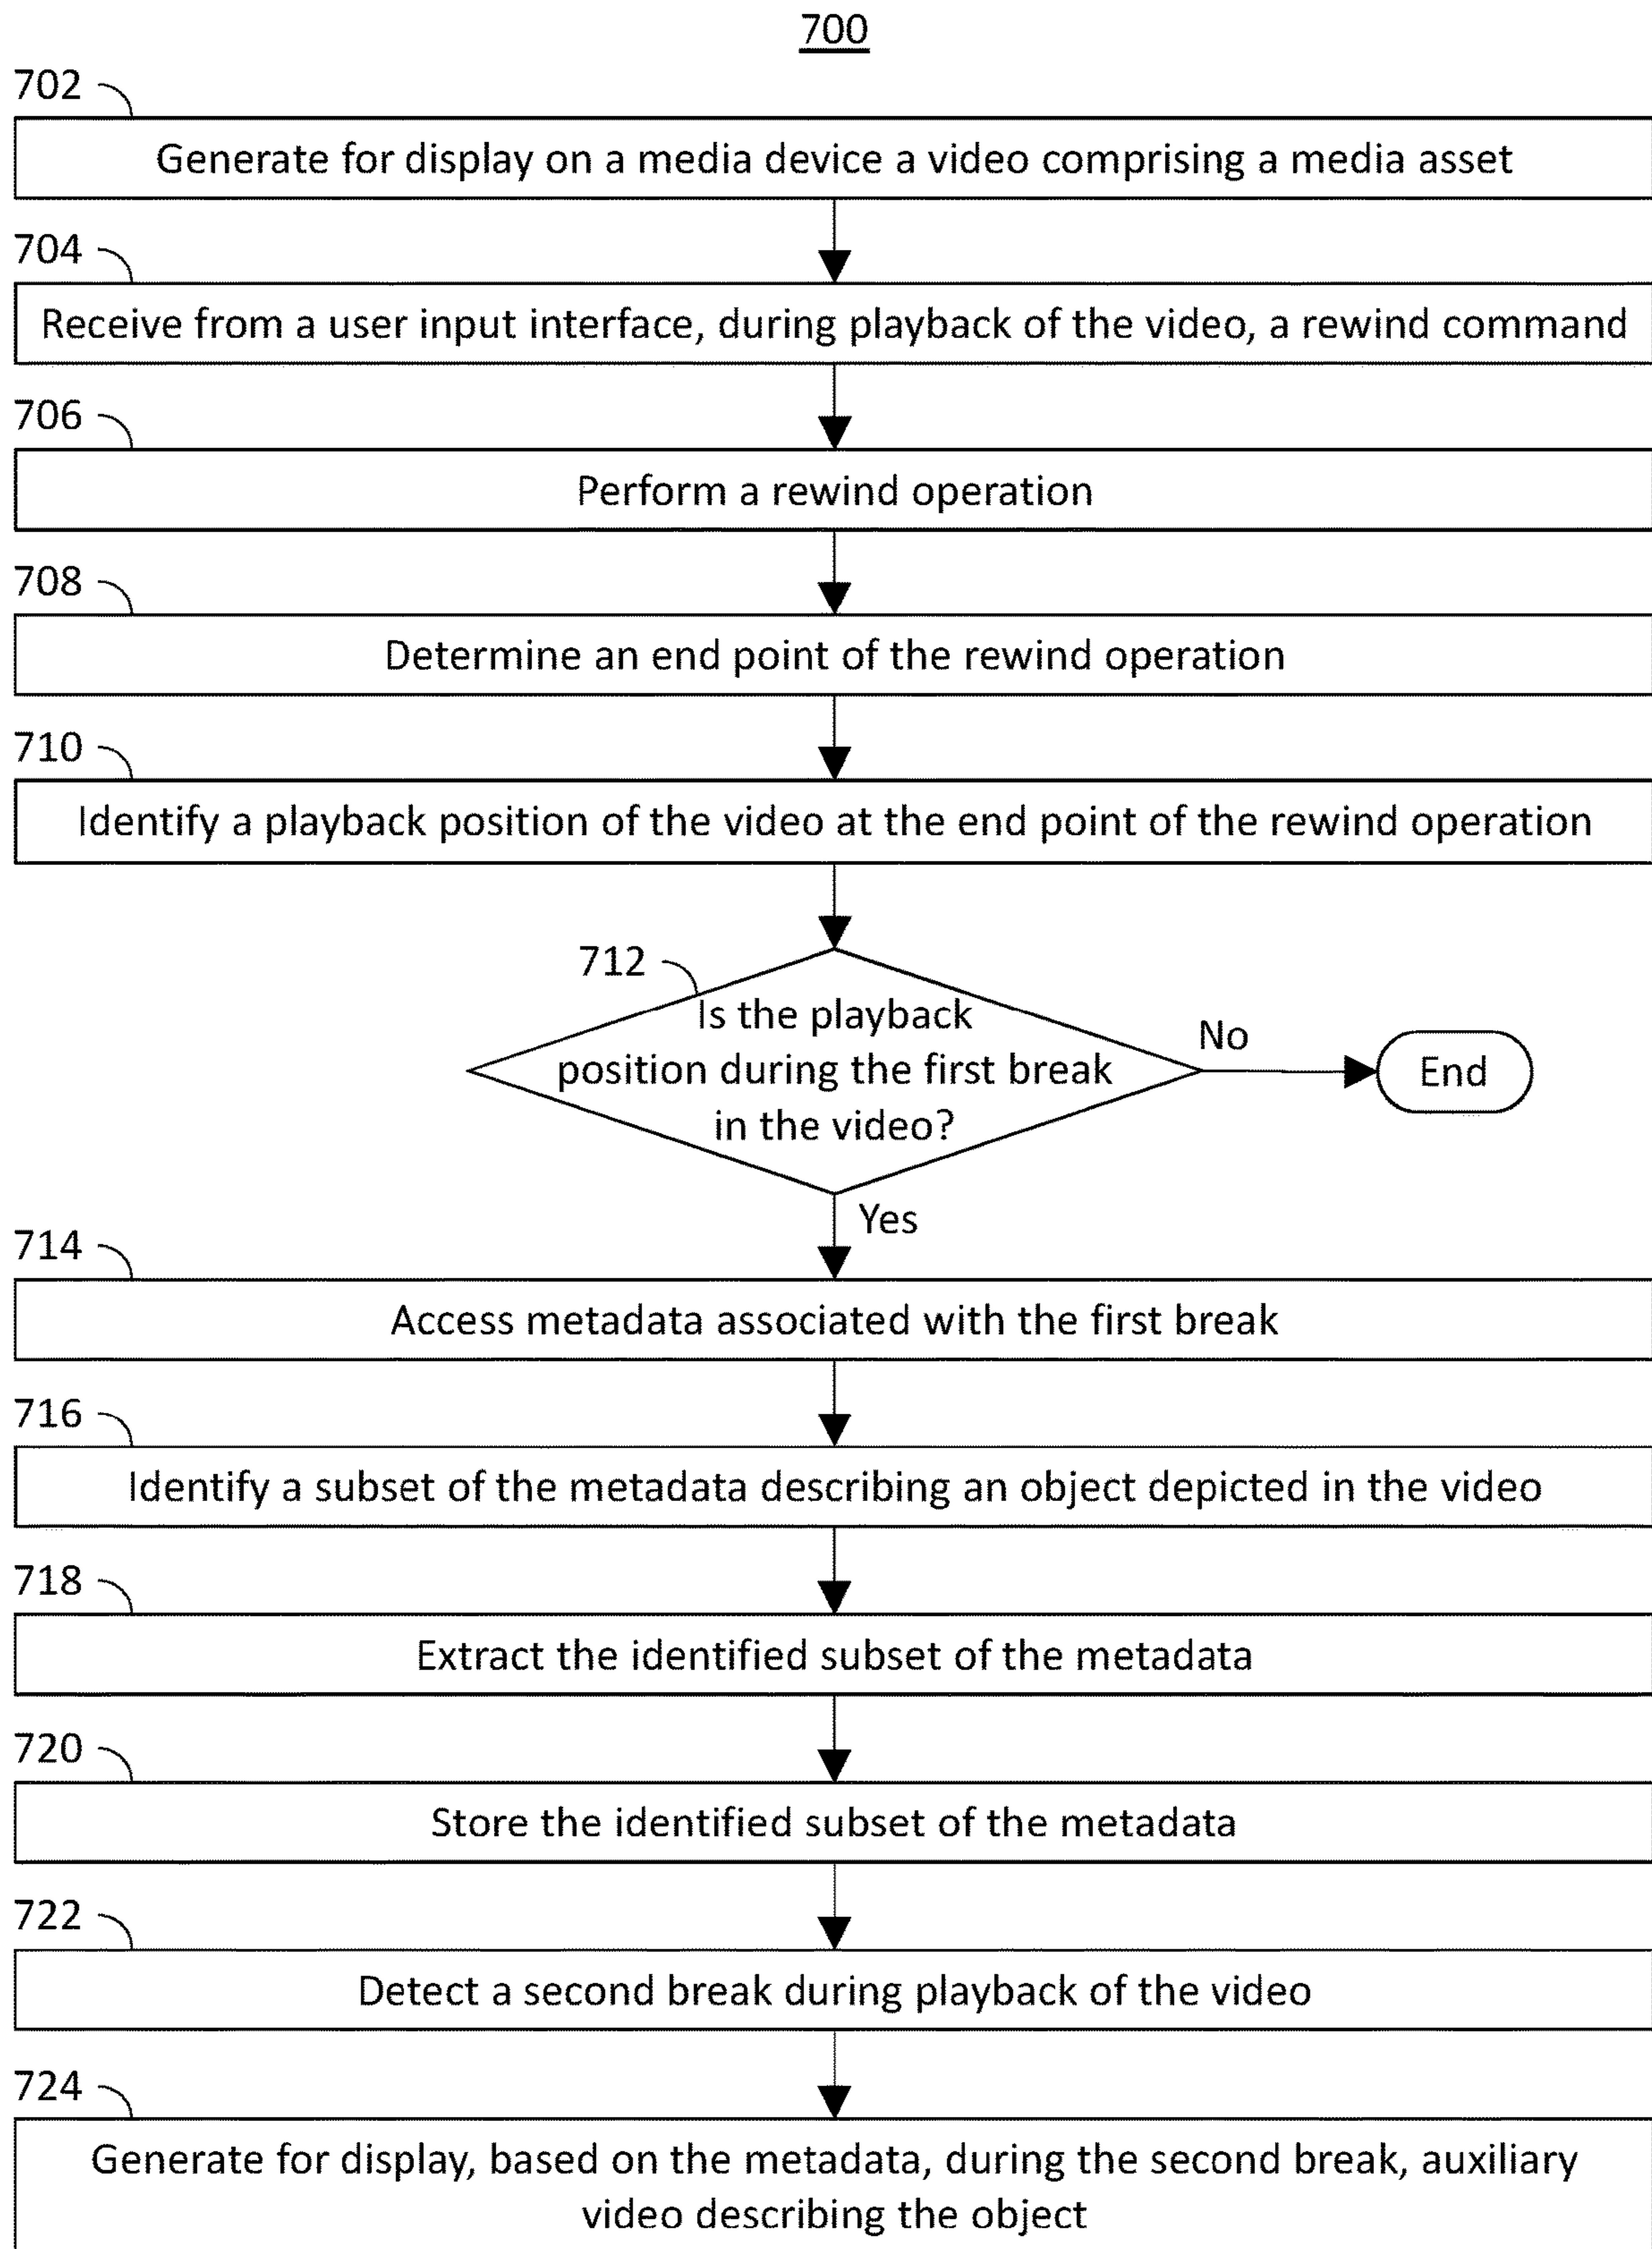 700
702
Generate for display on a media device a video comprising a media asset
704
Receive from a user input interface, during playback of the video, a rewind command
706
Perform a rewind operation
708
Determine an end point of the rewind operation
710
Identify a playback position of the video at the end point of the rewind operation
712
Is the playback
position during the first break
in the video?
No
End
Yes
714
Access metadata associated with the first break
716
Identify a subset of the metadata describing an object depicted in the video
718
Extract the identified subset of the metadata
720
Store the identified subset of the metadata
722
Detect a second break during playback of the video
724
Generate for display, based on the metadata, during the second break, auxiliary
video describing the object